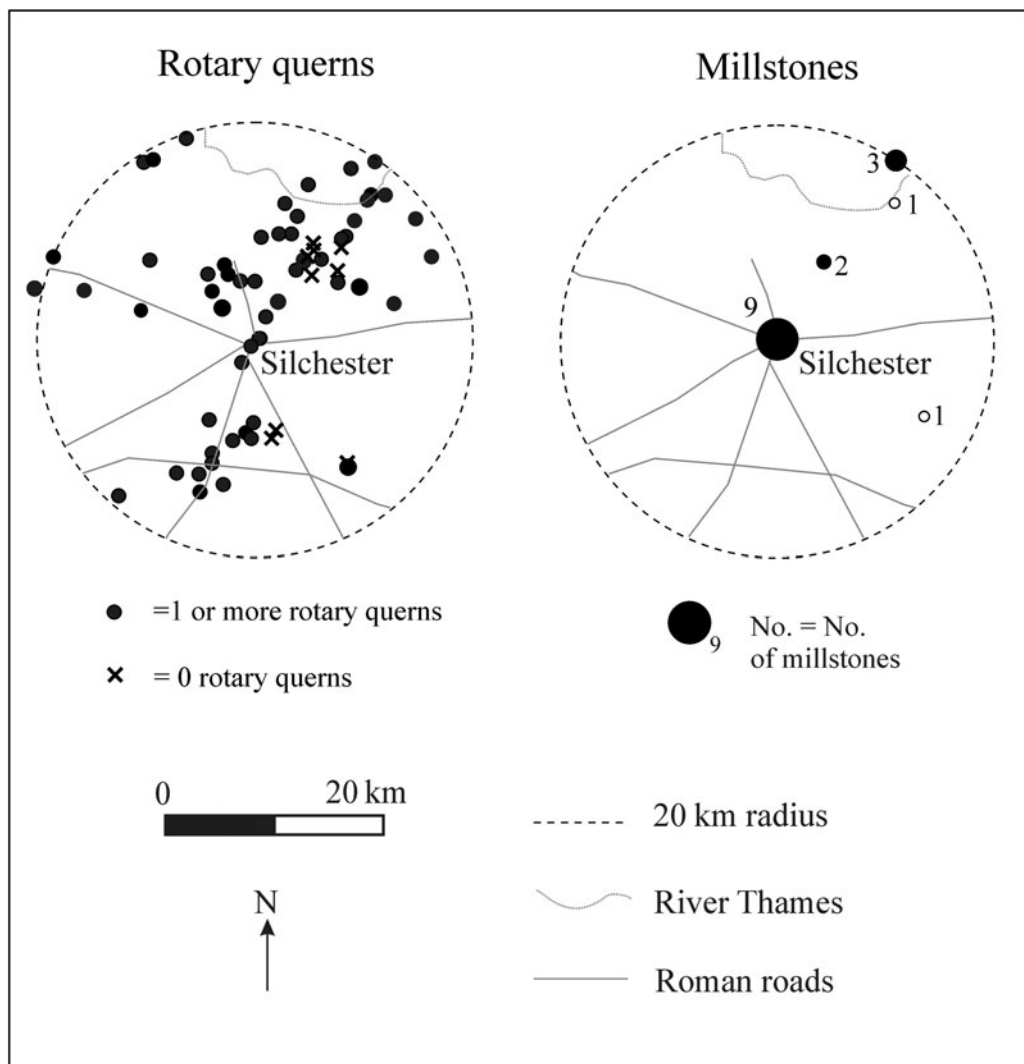 Rotary querns
Millstones
3
1
2
9
Silchester
Silchester
1
=1 or more rotary querns
= 0 rotary querns
9
No. = No.
of millstones
0
20 km
20 km radius
N
River Thames
Roman roads